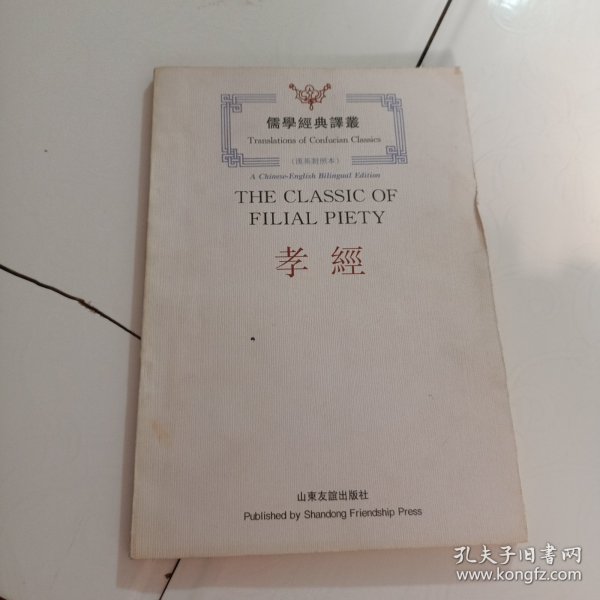 儒學經典譯叢
Translations of Confucian Classics
(漢英對照本)
A Chinese-English Bilingual Edition
THE CLASSIC OF
FILIAL PIETY
孝經
山東友誼出版社
Published by Shandong Friendship Press
孔夫子旧书网
www.kongfz.com